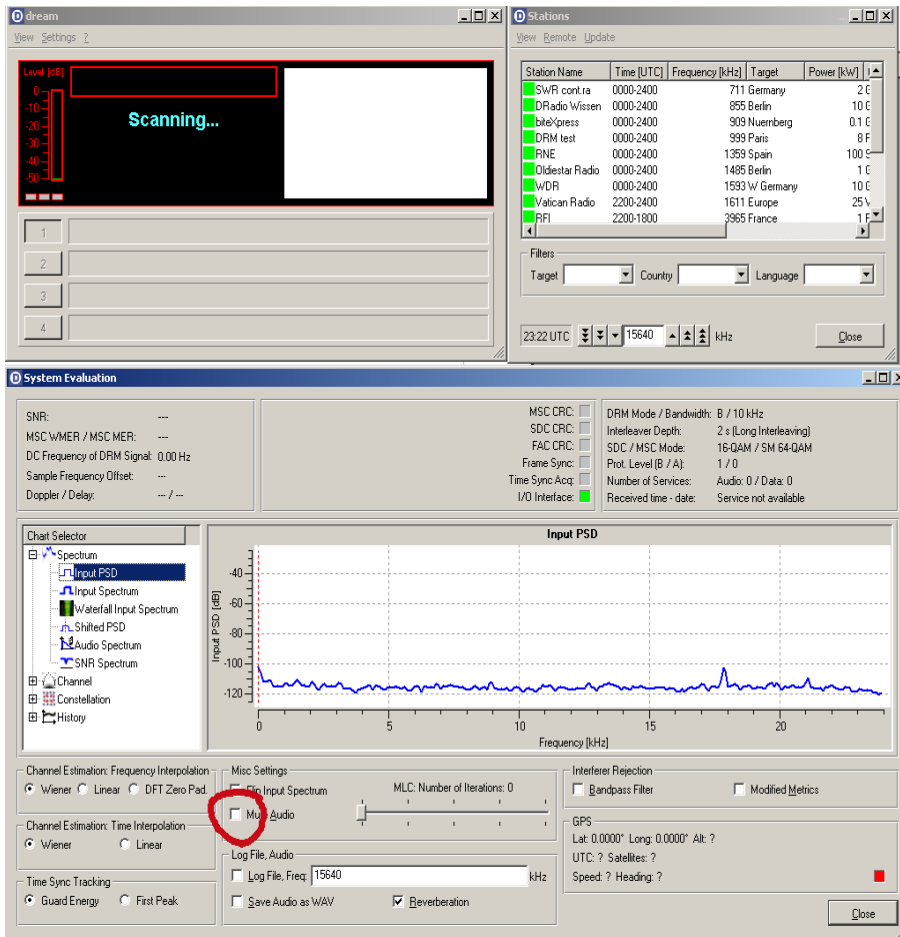 dream
View Settings ?
Level [dB]
0
-10
-20
-30
-40
-50
Scanning...
1
2
3
4
Stations
View Remote Update
Station Name Time [UTC] Frequency [kHz] Target Power [kW]
SWR cont.ra 0000-2400 711 Germany 2
DRadio Wissen 0000-2400 855 Berlin 10
biteXpress 0000-2400 909 Nuernberg 0.1
DRM test 0000-2400 999 Paris 8 F
RNE 0000-2400 1359 Spain 100 S
Oldiestar Radio 0000-2400 1485 Berlin 1
WDR 0000-2400 1593 W Germany 10
Vatican Radio 2200-2400 1611 Europe 25 V
RFI 2200-1800 3965 France 1 F
Filters
Target Country Language
23:22 UTC 15640 kHz Close
System Evaluation
SNR: ---
MSC WMER / MSC MER: ---
DC Frequency of DRM Signal: 0.00 Hz
Sample Frequency Offset: ---
Doppler / Delay: --- / ---
MSC CRC:
SDC CRC:
FAC CRC:
Frame Sync:
Time Sync Acq:
I/O Interface:
DRM Mode / Bandwidth: B / 10 kHz
Interleaver Depth: 2 s (Long Interleaving)
SDC / MSC Mode: 16-QAM / SM 64-QAM
Prot. Level (B / A): 1 / 0
Number of Services: Audio: 0 / Data: 0
Received time - date: Service not available
Chart Selector
Spectrum
Input PSD
Input Spectrum
Waterfall Input Spectrum
Shifted PSD
Audio Spectrum
SNR Spectrum
Channel
Constellation
History
Input PSD
Input PSD [dB]
-40
-60
-80
-100
-120
0 5 10 15 20
Frequency [kHz]
Channel Estimation: Frequency Interpolation
Wiener Linear DFT Zero Pad.
Channel Estimation: Time Interpolation
Wiener Linear
Time Sync Tracking
Guard Energy First Peak
Misc Settings
Flip Input Spectrum
Mute Audio
MLC: Number of Iterations: 0
Log File, Audio
Log File, Freq: 15640 kHz
Save Audio as WAV Reverberation
Interferer Rejection
Bandpass Filter Modified Metrics
GPS
Lat: 0.0000° Long: 0.0000° Alt: ?
UTC: ? Satellites: ?
Speed: ? Heading: ?
Close